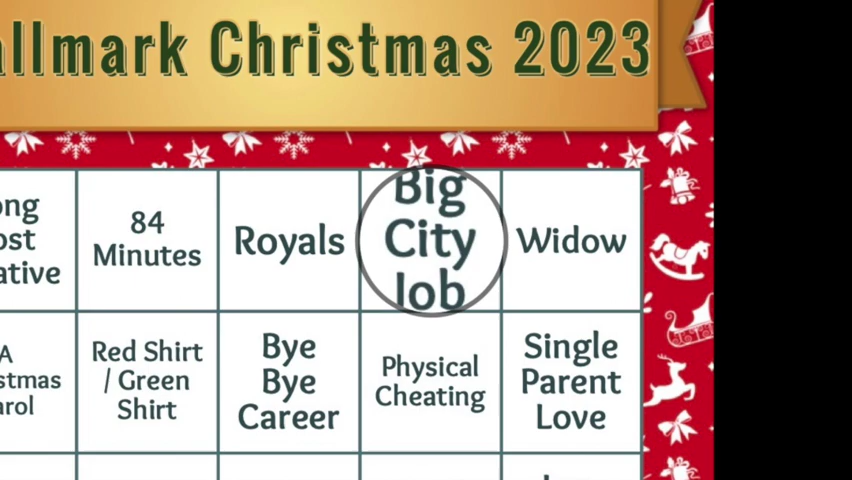 allmark Christmas 2023
ong
ost
ative
84
Minutes
Royals
Big
City
Job
Widow
A
stmas
arol
Red Shirt
/ Green
Shirt
Bye
Bye
Career
Physical
Cheating
Single
Parent
Love